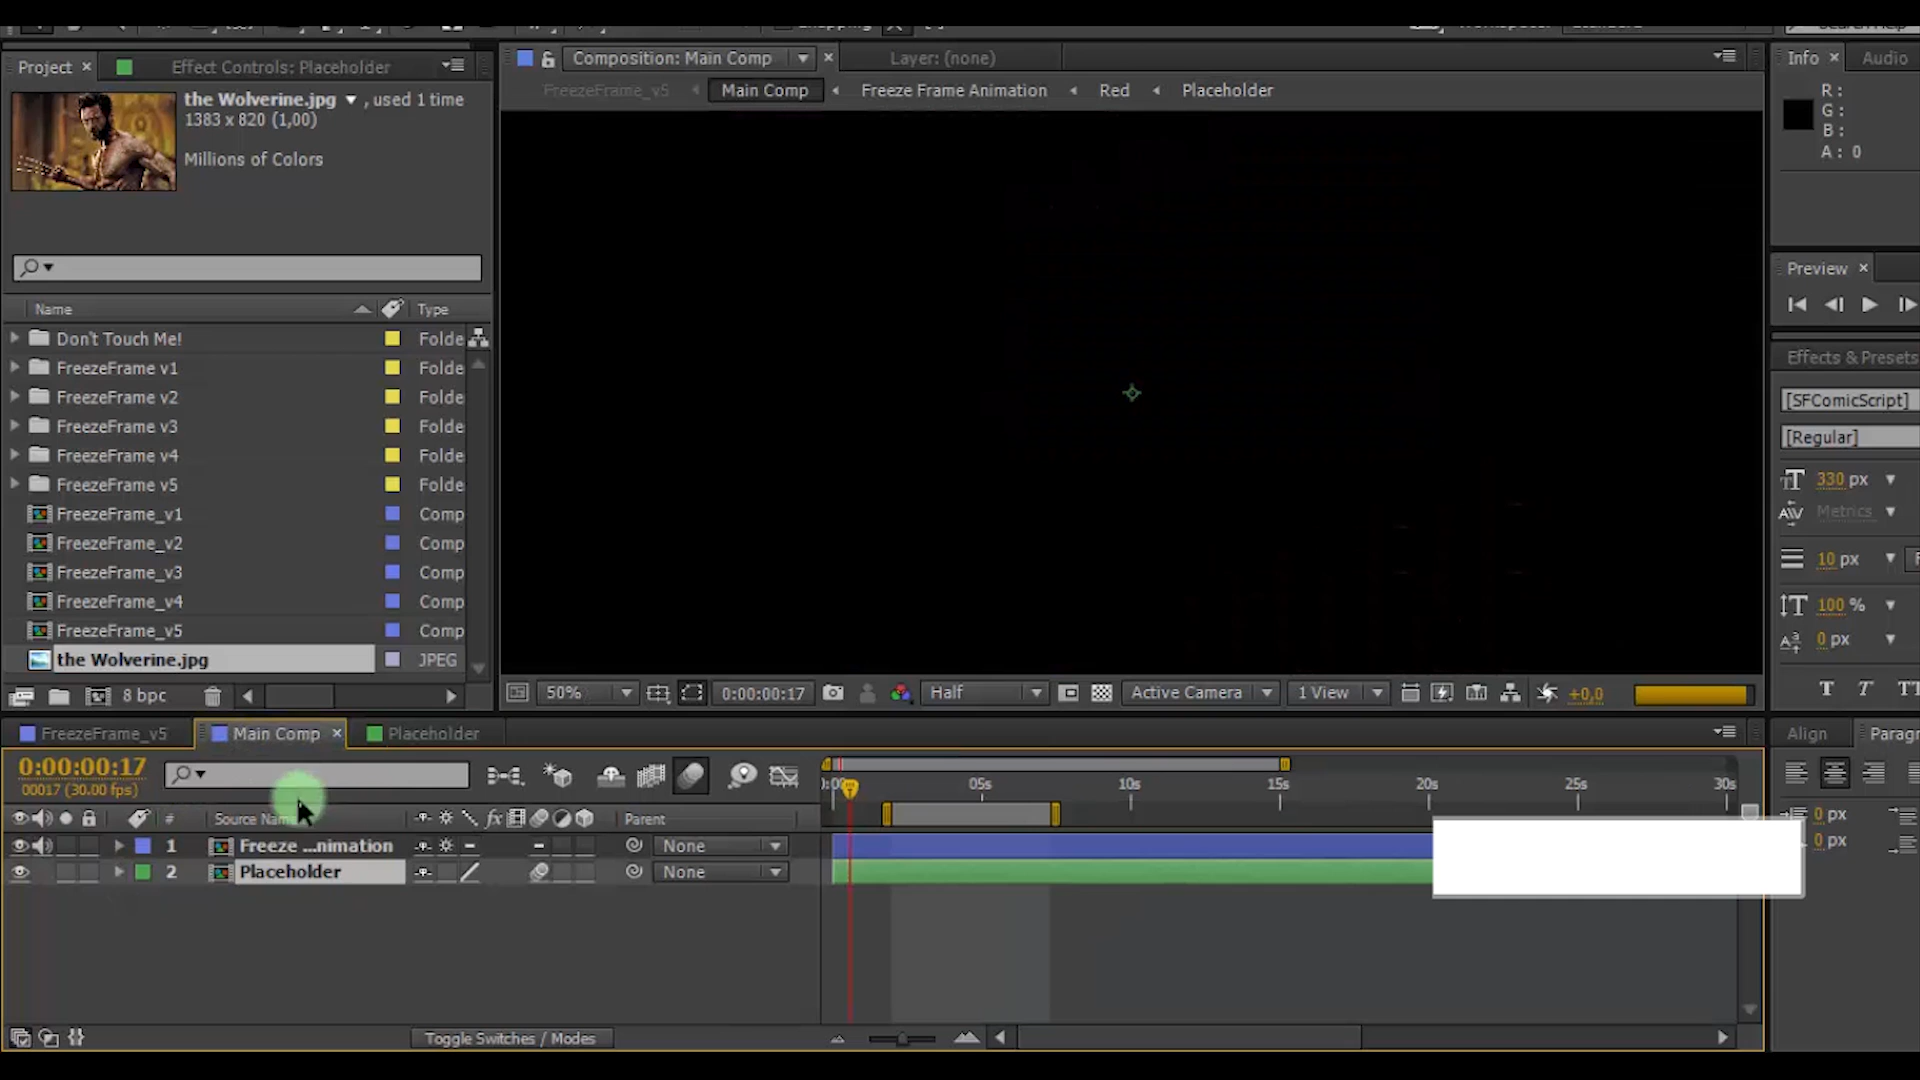 Project × Effect Controls: Placeholder
Composition: Main Comp ×
Layer: (none)
Info × Audio
the Wolverine.jpg , used 1 time
1383 x 820 (1,00)
Millions of Colors
FreezeFrame_v5 Main Comp Freeze Frame Animation Red Placeholder
R :
G :
B :
A : 0
Preview ×
Name Type
Don't Touch Me! Folde
FreezeFrame v1 Folde
FreezeFrame v2 Folde
FreezeFrame v3 Folde
FreezeFrame v4 Folde
FreezeFrame v5 Folde
FreezeFrame_v1 Comp
FreezeFrame_v2 Comp
FreezeFrame_v3 Comp
FreezeFrame_v4 Comp
FreezeFrame_v5 Comp
the Wolverine.jpg JPEG
8 bpc
Effects & Presets
[SFComicScript]
[Regular]
330 px
Metrics
10 px
100 %
0 px
T T TT
50% 0:00:00:17 Half Active Camera 1 View +0,0
FreezeFrame_v5 Main Comp × Placeholder
Align Paragr
0:00:00:17
00017 (30.00 fps)
05s 10s 15s 20s 25s 30s
# Source Nam fx Parent
1 Freeze ...nimation None
2 Placeholder None
0 px
0 px
Toggle Switches / Modes